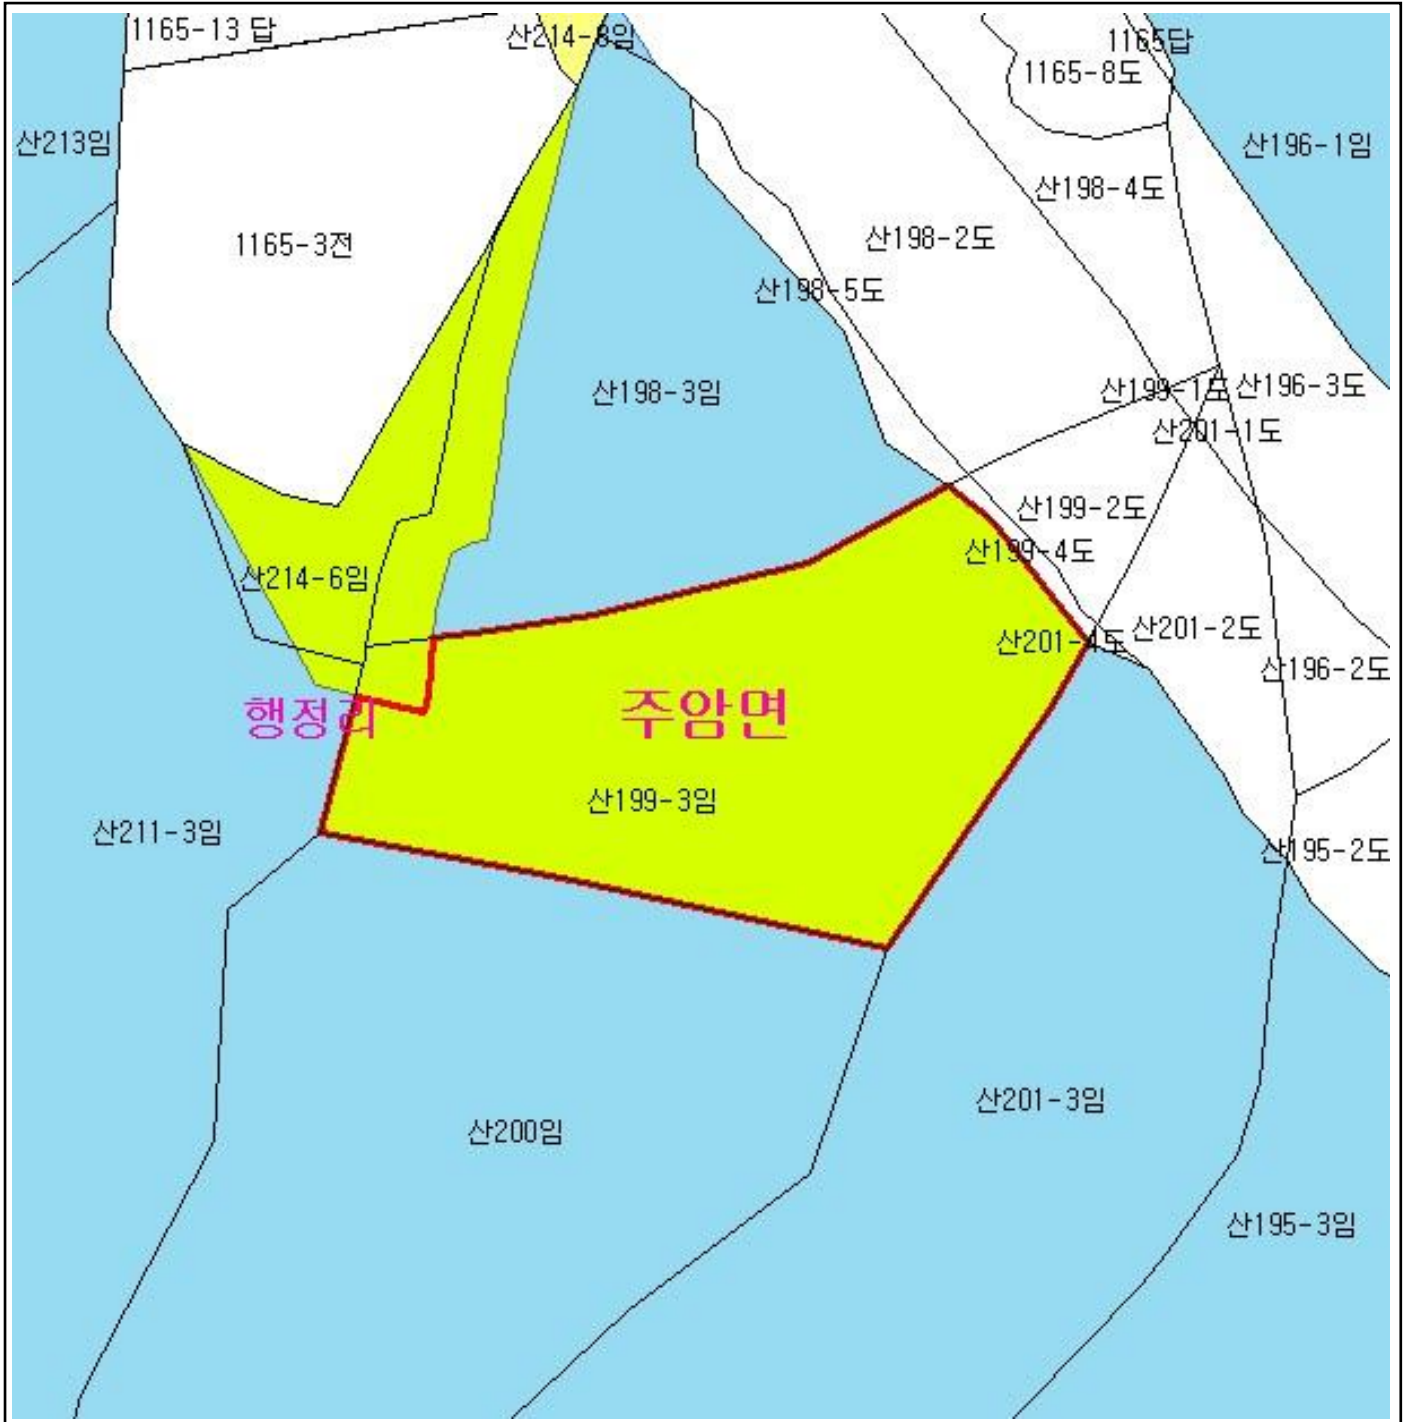 1165-13 답
산214-8임
1165답
1165-8도
산213임
산196-1임
산198-4도
1165-3전
산198-2도
산198-5도
산198-3임
산199-1도
산196-3도
산201-1도
산199-2도
산199-4도
산214-6임
산201-4도
산201-2도
산196-2도
행정리
주암면
산199-3임
산211-3임
산195-2도
산201-3임
산200임
산195-3임